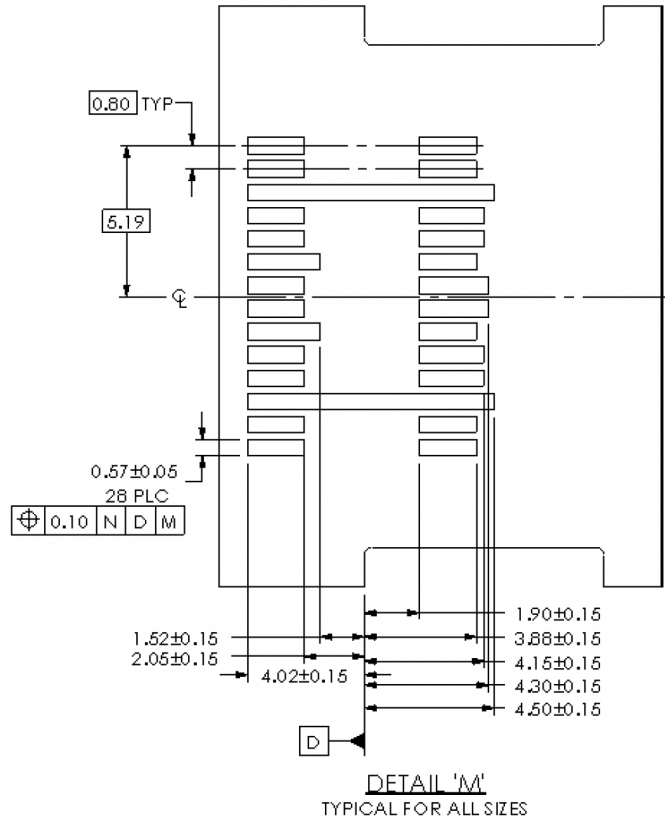 0.80 TYP
5.19
℄
0.57±0.05
28 PLC
⌖ 0.10 N D M
1.90±0.15
1.52±0.15
3.88±0.15
2.05±0.15
4.02±0.15
4.15±0.15
4.30±0.15
4.50±0.15
D
DETAIL 'M'
TYPICAL FOR ALL SIZES